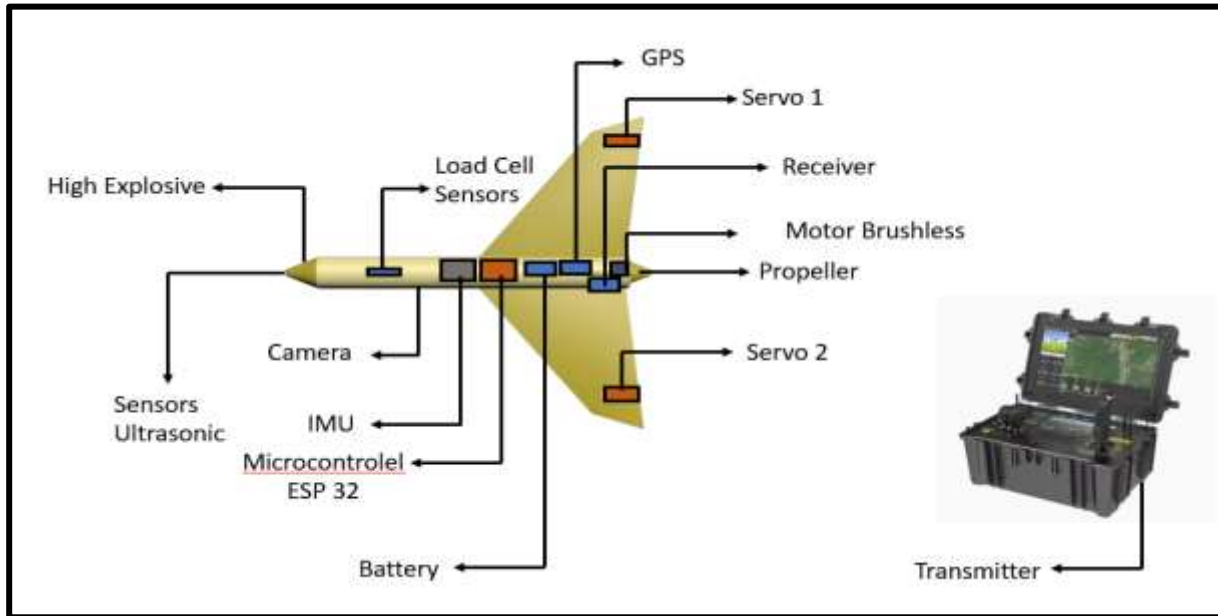 GPS
Servo 1
Load Cell
Sensors
Receiver
High Explosive
Motor Brushless
Propeller
Camera
Servo 2
Sensors
Ultrasonic
IMU
Microcontrolel
ESP 32
Battery
Transmitter